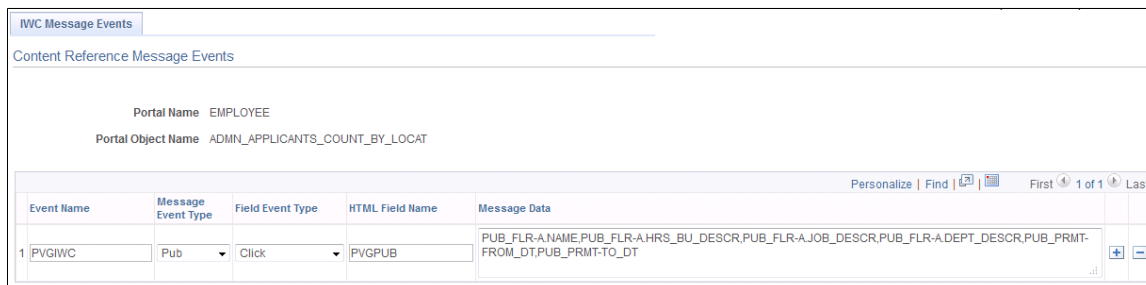 IWC Message Events
Content Reference Message Events
Portal Name EMPLOYEE
Portal Object Name ADMN_APPLICANTS_COUNT_BY_LOCAT
Personalize | Find | | First 1 of 1 Las
Event Name Message Event Type Field Event Type HTML Field Name Message Data
1 PVGIWC Pub Click PVGPUB PUB_FLR-A.NAME,PUB_FLR-A.HRS_BU_DESCR,PUB_FLR-A.JOB_DESCR,PUB_FLR-A.DEPT_DESCR,PUB_PRMT-
FROM_DT,PUB_PRMT-TO_DT